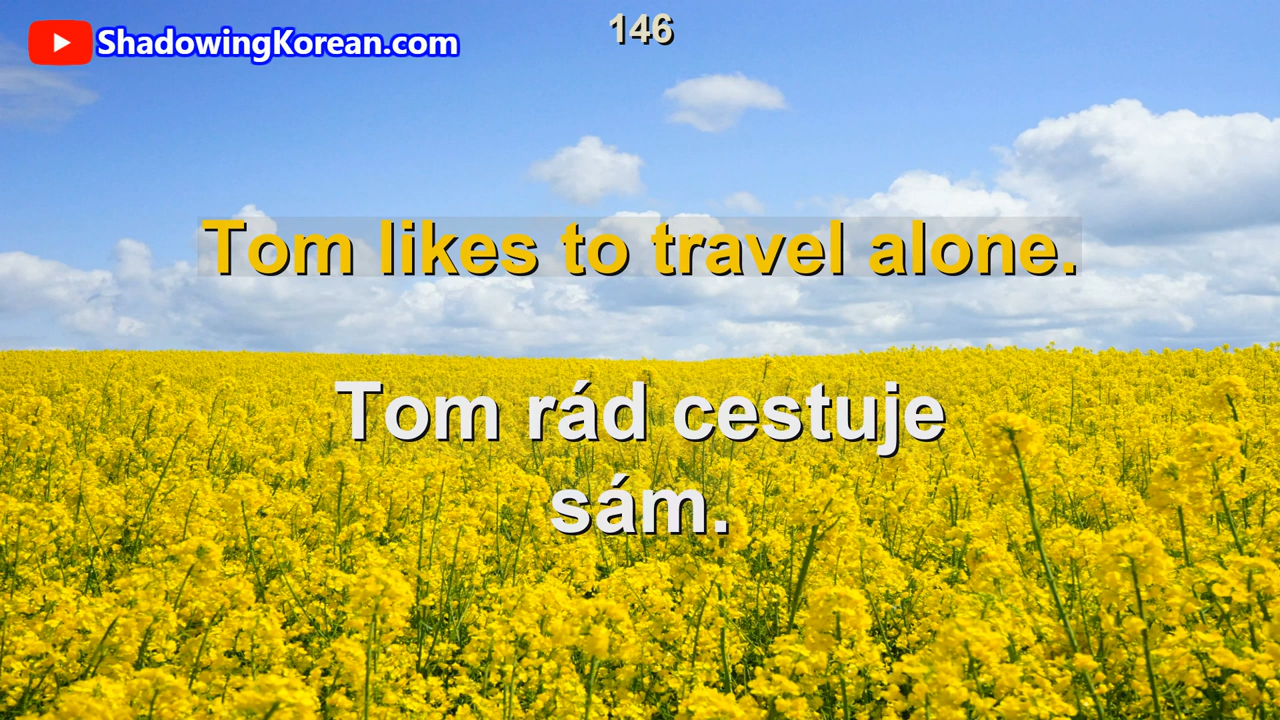 ShadowingKorean.com
146
Tom likes to travel alone.
Tom rád cestuje
sám.